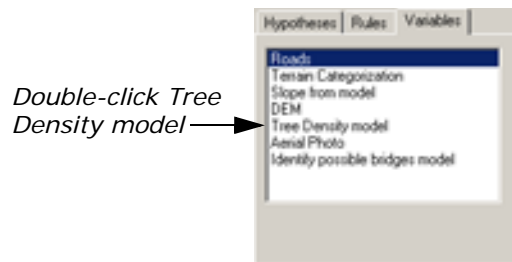 Hypotheses Rules Variables
Roads
Terrain Categorization
Slope from model
DEM
Double-click Tree
Density model
Tree Density model
Aerial Photo
Identity possible bridges model